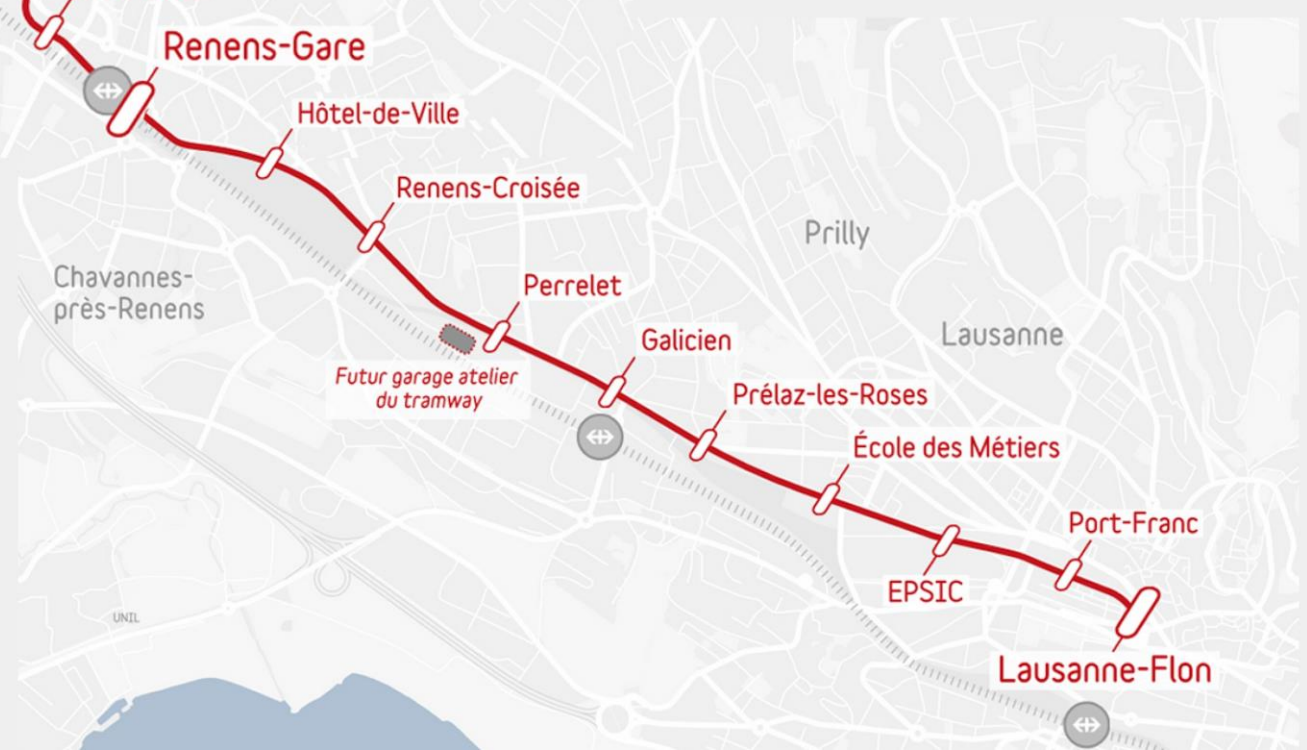 Renens-Gare
Hôtel-de-Ville
Renens-Croisée
Prilly
Chavannes-
près-Renens
Perrelet
Lausanne
Galicien
Futur garage atelier
du tramway
Prélaz-les-Roses
École des Métiers
Port-Franc
EPSIC
UNIL
Lausanne-Flon